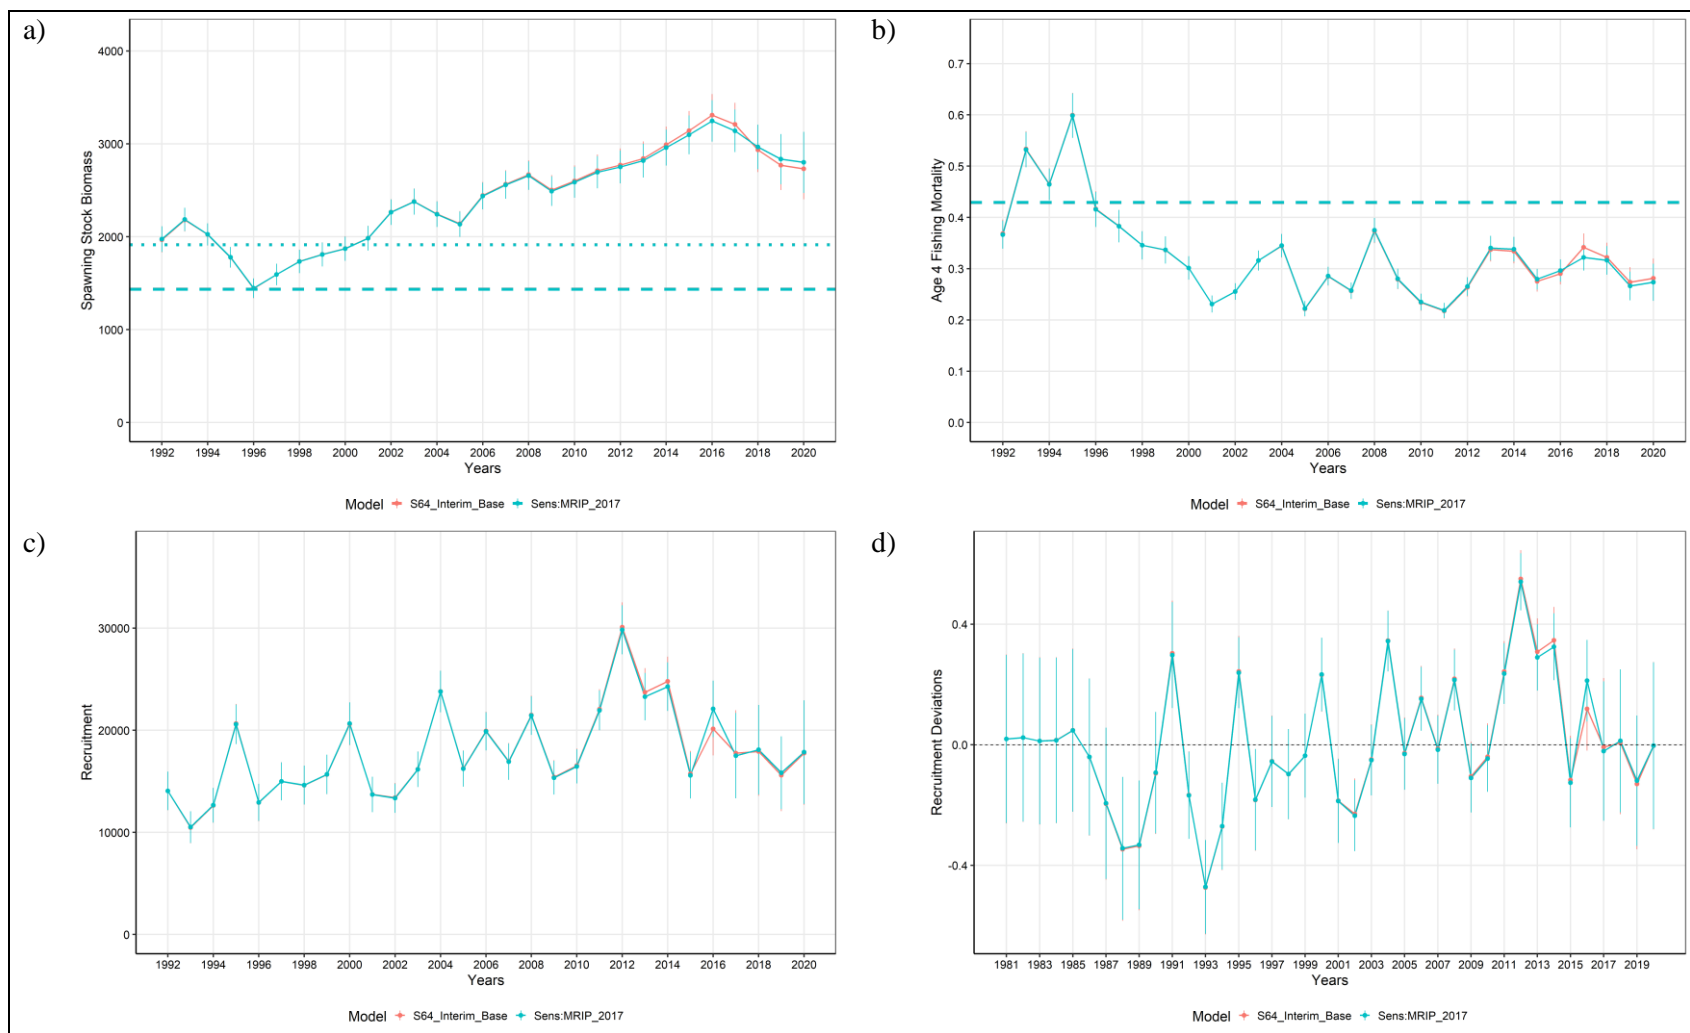 a)
4000
3000
2000
1000
0
Spawning Stock Biomass
1992 1994 1996 1998 2000 2002 2004 2006 2008 2010 2012 2014 2016 2018 2020
Years
Model S64_Interim_Base Sens:MRIP_2017
b)
0.7
0.6
0.5
0.4
0.3
0.2
0.1
0.0
Age 4 Fishing Mortality
1992 1994 1996 1998 2000 2002 2004 2006 2008 2010 2012 2014 2016 2018 2020
Years
Model S64_Interim_Base Sens:MRIP_2017
c)
30000
20000
10000
0
Recruitment
1992 1994 1996 1998 2000 2002 2004 2006 2008 2010 2012 2014 2016 2018 2020
Years
Model S64_Interim_Base Sens:MRIP_2017
d)
0.4
0.0
-0.4
Recruitment Deviations
1981 1983 1985 1987 1989 1991 1993 1995 1997 1999 2001 2003 2005 2007 2009 2011 2013 2015 2017 2019
Years
Model S64_Interim_Base Sens:MRIP_2017